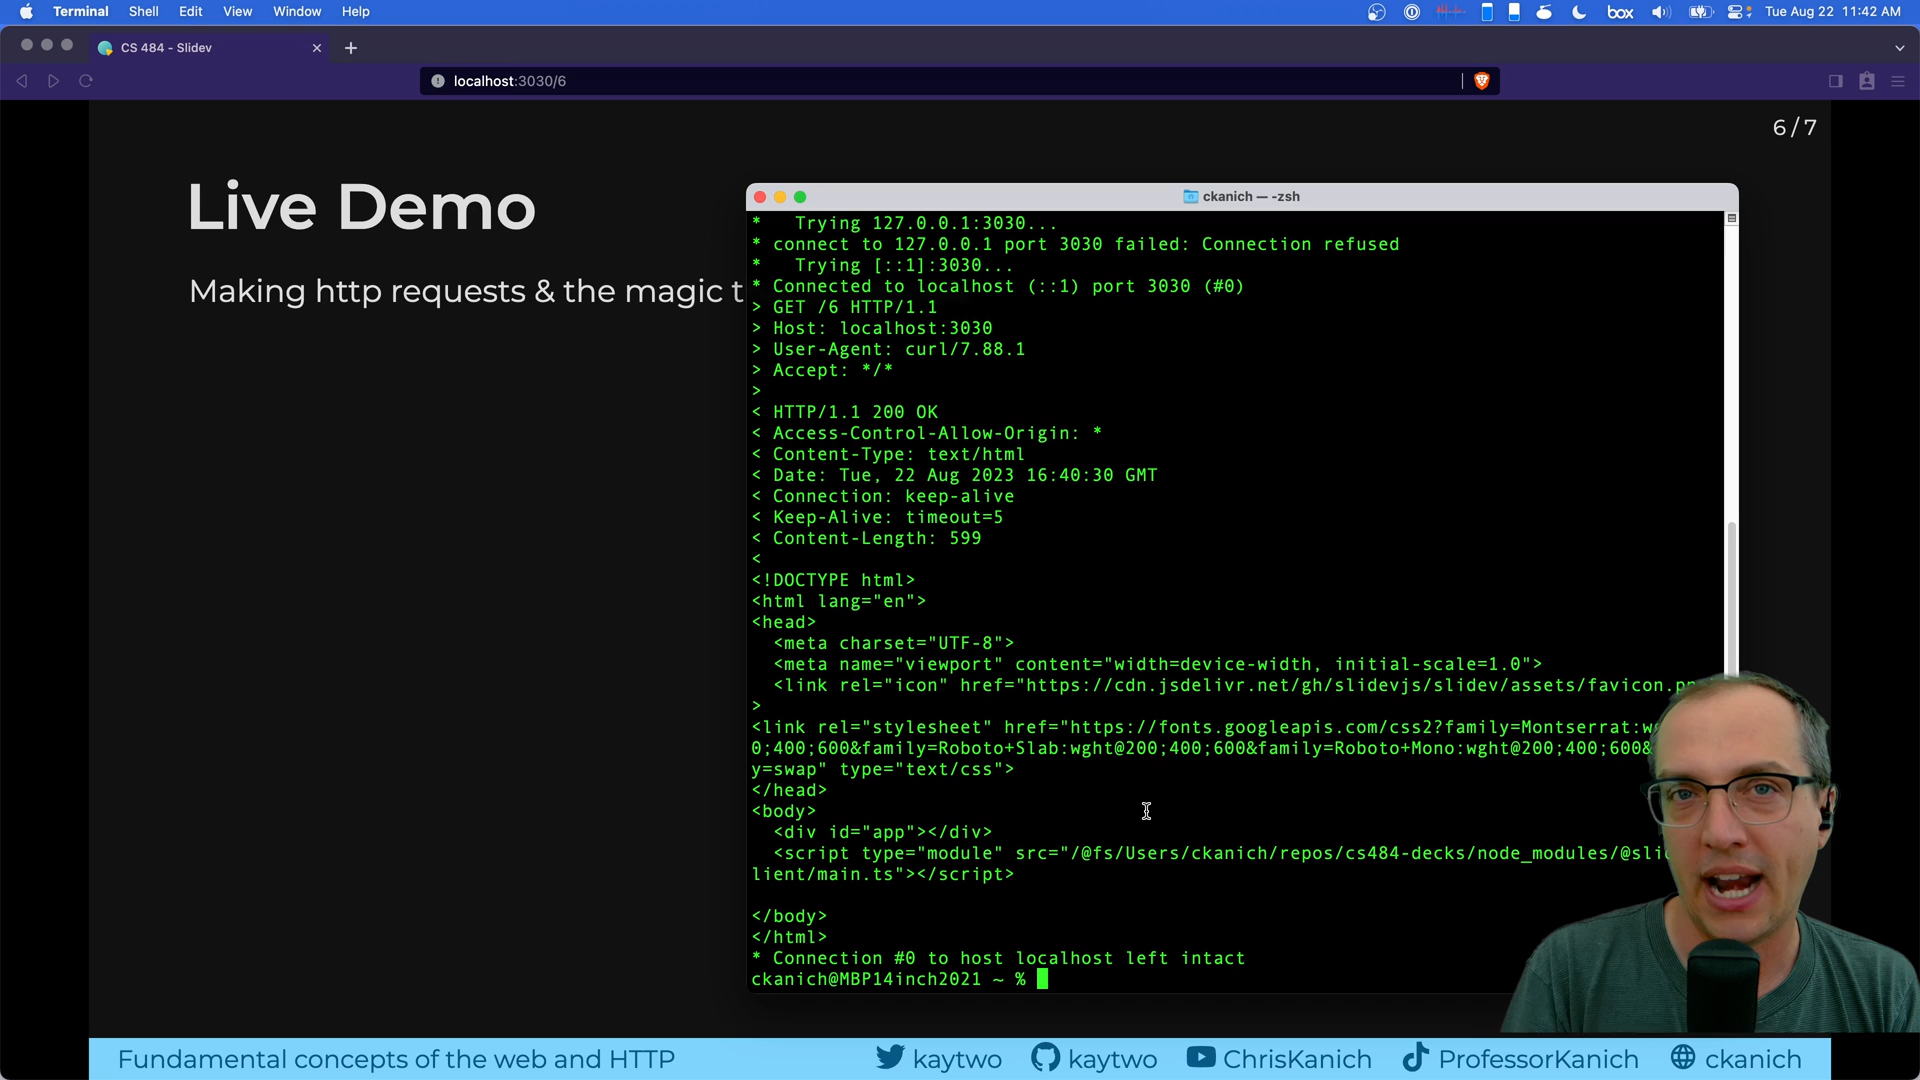 Terminal Shell Edit View Window Help
box Tue Aug 22 11:42 AM
CS 484 - Slidev
localhost:3030/6
6/7
Live Demo
Making http requests & the magic t
ckanich — -zsh
*   Trying 127.0.0.1:3030...
* connect to 127.0.0.1 port 3030 failed: Connection refused
*   Trying [::1]:3030...
* Connected to localhost (::1) port 3030 (#0)
> GET /6 HTTP/1.1
> Host: localhost:3030
> User-Agent: curl/7.88.1
> Accept: */*
>
< HTTP/1.1 200 OK
< Access-Control-Allow-Origin: *
< Content-Type: text/html
< Date: Tue, 22 Aug 2023 16:40:30 GMT
< Connection: keep-alive
< Keep-Alive: timeout=5
< Content-Length: 599
<
<!DOCTYPE html>
<html lang="en">
<head>
  <meta charset="UTF-8">
  <meta name="viewport" content="width=device-width, initial-scale=1.0">
  <link rel="icon" href="https://cdn.jsdelivr.net/gh/slidevjs/slidev/assets/favicon.pn
>
<link rel="stylesheet" href="https://fonts.googleapis.com/css2?family=Montserrat:wg
0;400;600&family=Roboto+Slab:wght@200;400;600&family=Roboto+Mono:wght@200;400;600&
y=swap" type="text/css">
</head>
<body>
  <div id="app"></div>
  <script type="module" src="/@fs/Users/ckanich/repos/cs484-decks/node_modules/@sli
lient/main.ts"></script>

</body>
</html>
* Connection #0 to host localhost left intact
ckanich@MBP14inch2021 ~ %
Fundamental concepts of the web and HTTP kaytwo kaytwo ChrisKanich ProfessorKanich ckanich